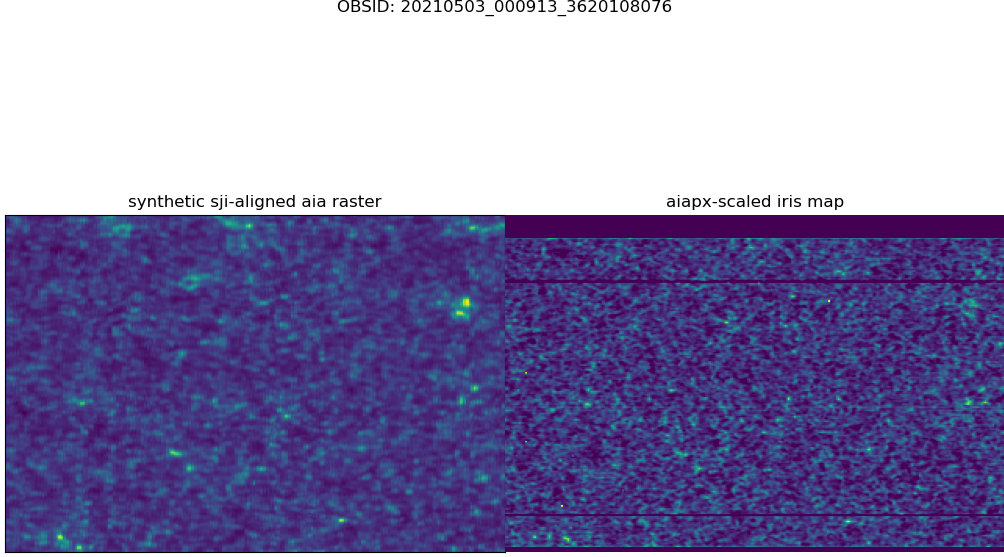 OBSID: 20210503_000913_3620108076
synthetic sji-aligned aia raster
aiapx-scaled iris map